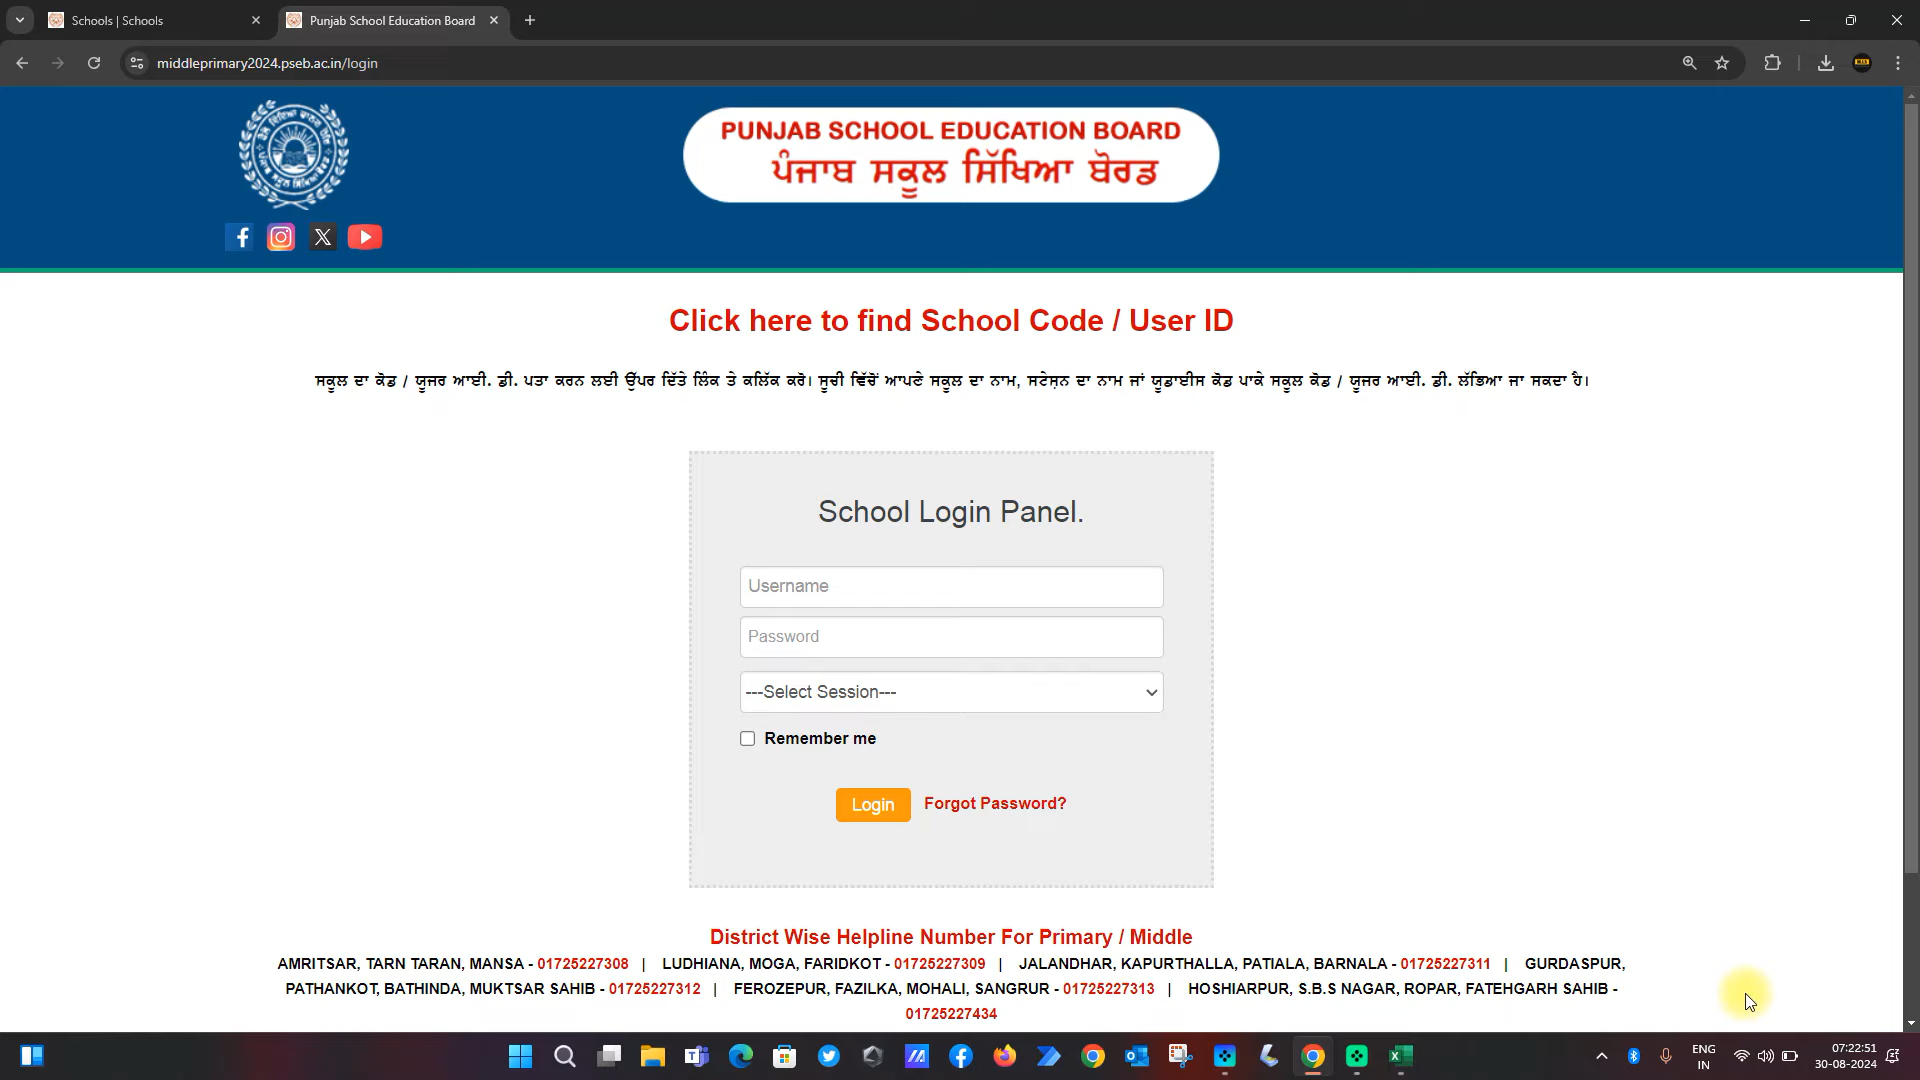 Schools | Schools
Punjab School Education Board
middleprimary2024.pseb.ac.in/login
PUNJAB SCHOOL EDUCATION BOARD
ਪੰਜਾਬ ਸਕੂਲ ਸਿੱਖਿਆ ਬੋਰਡ
Click here to find School Code / User ID
ਸਕੂਲ ਦਾ ਕੋਡ / ਯੂਜਰ ਆਈ. ਡੀ. ਪਤਾ ਕਰਨ ਲਈ ਉੱਪਰ ਦਿੱਤੇ ਲਿੰਕ ਤੇ ਕਲਿੱਕ ਕਰੋ। ਸੂਚੀ ਵਿੱਚੋਂ ਆਪਣੇ ਸਕੂਲ ਦਾ ਨਾਮ, ਸਟੇਸ਼ਨ ਦਾ ਨਾਮ ਜਾਂ ਯੂਡਾਈਸ ਕੋਡ ਪਾਕੇ ਸਕੂਲ ਕੋਡ / ਯੂਜਰ ਆਈ. ਡੀ. ਲੱਭਿਆ ਜਾ ਸਕਦਾ ਹੈ।
School Login Panel.
Username
Password
---Select Session---
Remember me
Login Forgot Password?
District Wise Helpline Number For Primary / Middle
AMRITSAR, TARN TARAN, MANSA - 01725227308 | LUDHIANA, MOGA, FARIDKOT - 01725227309 | JALANDHAR, KAPURTHALLA, PATIALA, BARNALA - 01725227311 | GURDASPUR,
PATHANKOT, BATHINDA, MUKTSAR SAHIB - 01725227312 | FEROZEPUR, FAZILKA, MOHALI, SANGRUR - 01725227313 | HOSHIARPUR, S.B.S NAGAR, ROPAR, FATEHGARH SAHIB -
01725227434
ENG
IN
07:22:51
30-08-2024